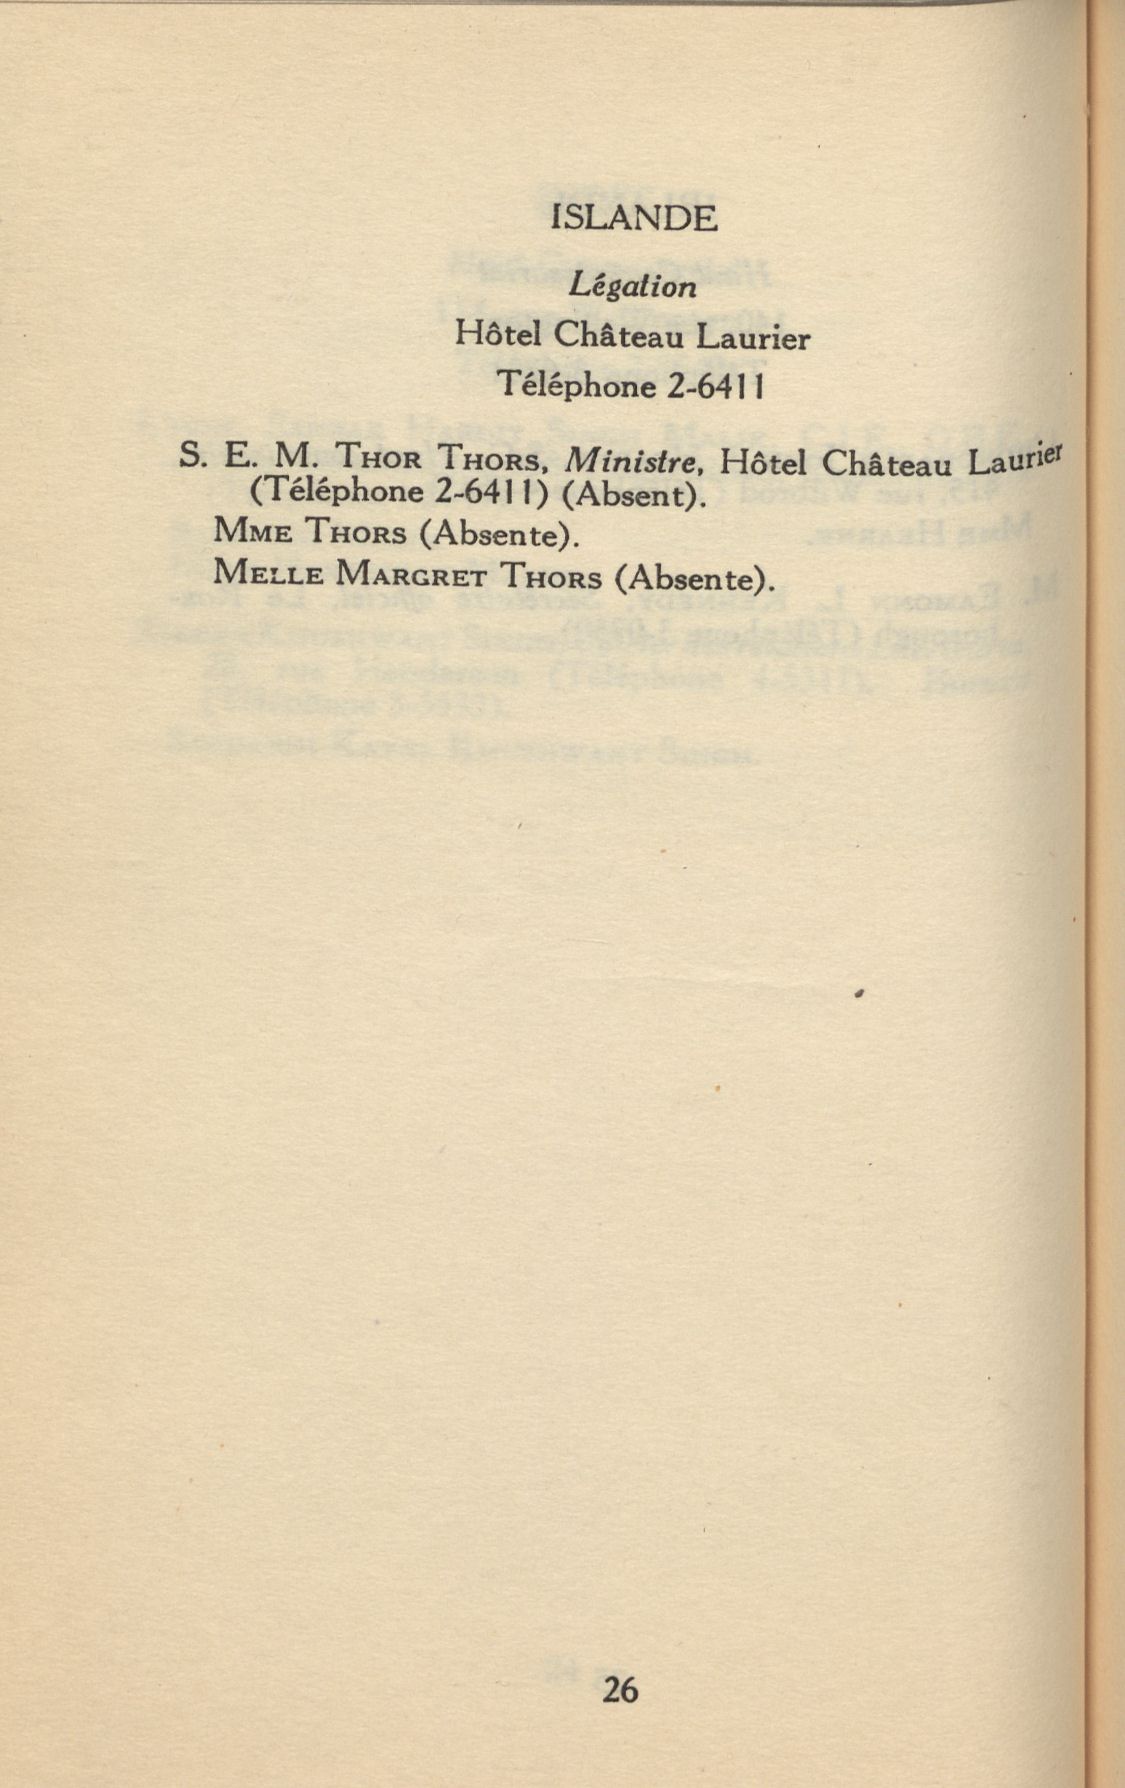 ISLANDE
Légation
Hôtel Château Laurier
Téléphone 2-6411
S. E. M. THOR THORS, Ministre, Hôtel Château Laurier
(Téléphone 2-6411) (Absent).
MME THORS (Absente).
MELLE MARGRET THORS (Absente).
26